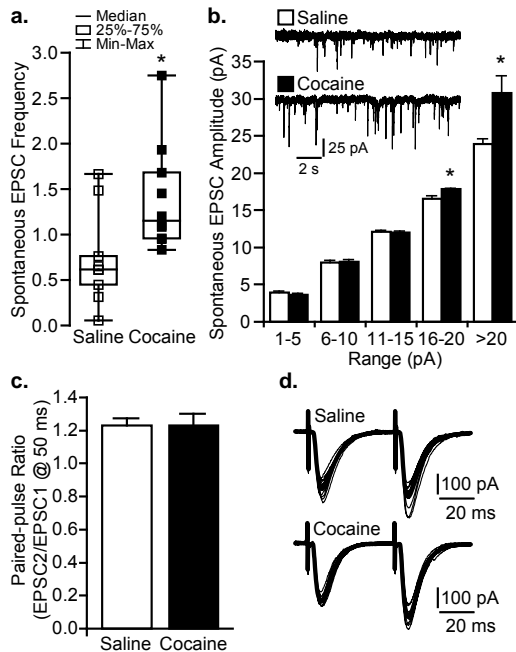 a.
Median
25%-75%
Min-Max
*
Spontaneous EPSC Frequency
3.0
2.5
2.0
1.5
1.0
0.5
0.0
Saline Cocaine
b.
Saline
Cocaine
25 pA
2 s
*
*
Spontaneous EPSC Amplitude (pA)
35
30
25
20
15
10
5
0
1-5 6-10 11-15 16-20 >20
Range (pA)
c.
Paired-pulse Ratio
(EPSC2/EPSC1 @ 50 ms)
1.4
1.2
1.0
0.8
0.6
0.4
0.2
0.0
Saline Cocaine
d.
Saline
100 pA
20 ms
Cocaine
100 pA
20 ms